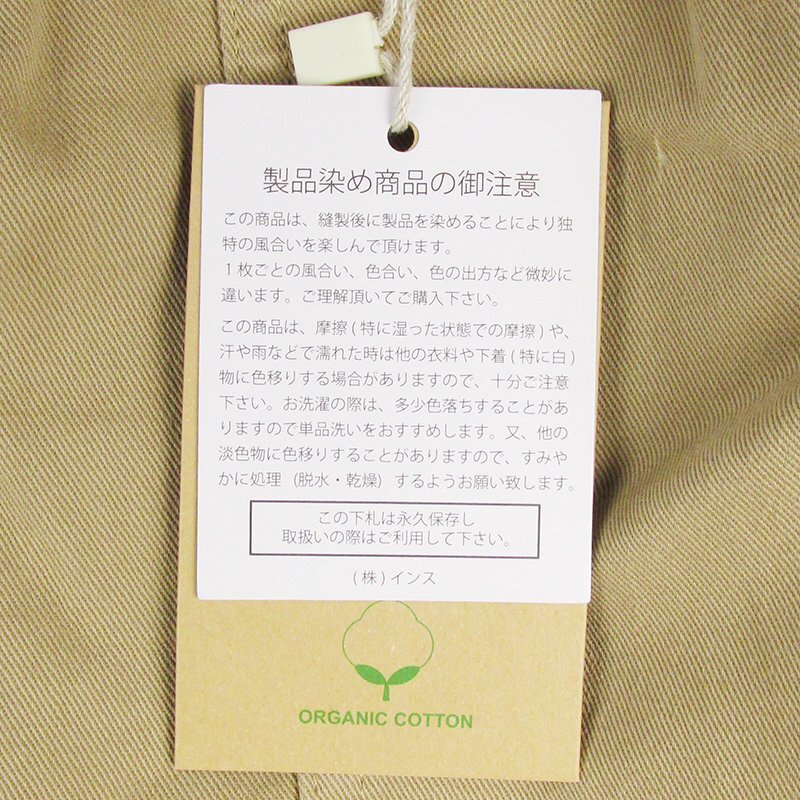 製品染め商品の御注意
この商品は、縫製後に製品を染めることにより独
特の風合いを楽しんで頂けます。
1枚ごとの風合い、色合い、色の出方など微妙に
違います。ご理解頂いてご購入下さい。
この商品は、摩擦(特に湿った状態での摩擦)や、
汗や雨などで濡れた時は他の衣料や下着(特に白)
物に色移りする場合がありますので、十分ご注意
下さい。お洗濯の際は、多少色落ちすることがあ
りますので単品洗いをおすすめします。又、他の
淡色物に色移りすることがありますので、すみや
かに処理(脱水・乾燥)するようお願い致します。
この下札は永久保存し
取扱いの際はご利用して下さい。
(株)インス
ORGANIC COTTON